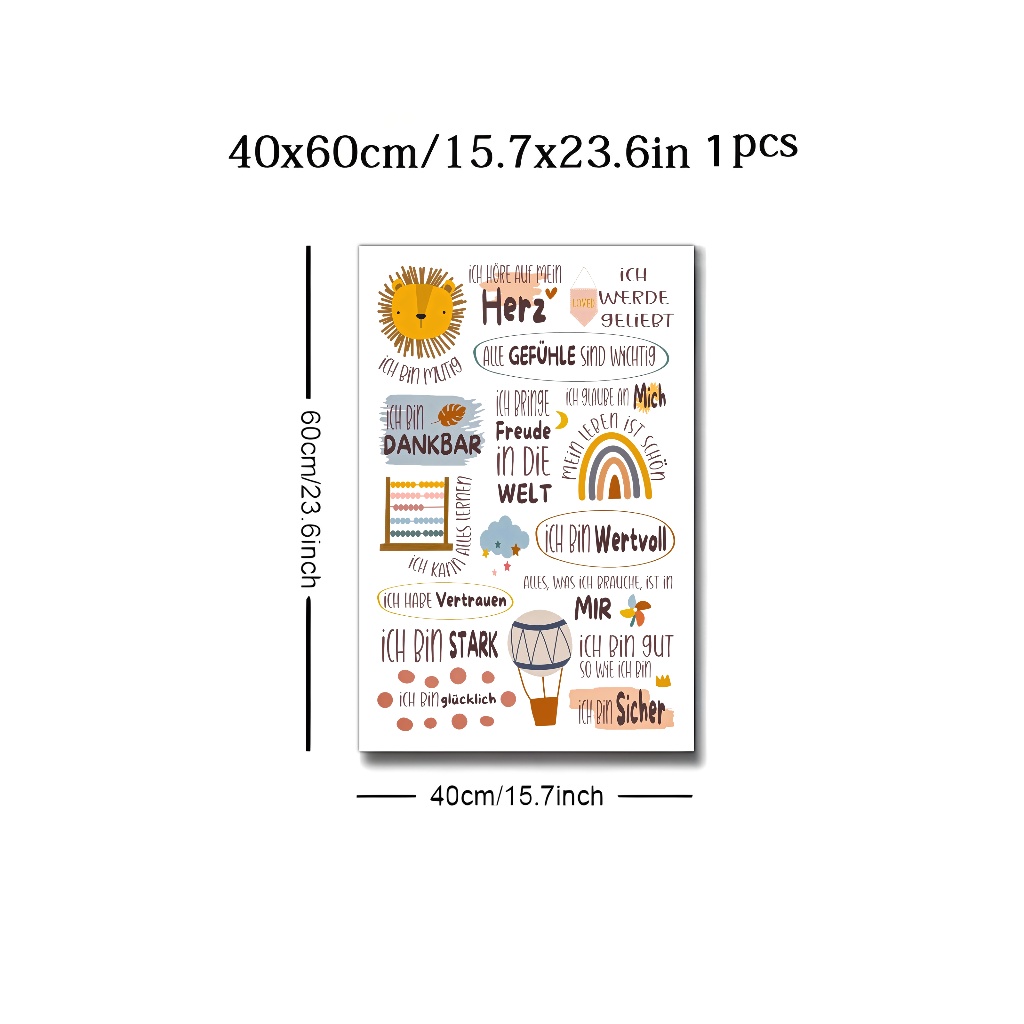 40x60cm/15.7x23.6in 1pcs
60cm/23.6inch
iCH HÖRE AUF MEIN
Herz
LOVED
iCH
WERDE
GELiEBT
iCH BiN MUTiG
ALLE GEFÜHLE SiND WiCHTiG
iCH BiN
DANKBAR
iCH BRiNGE
Freude
iN DiE
WELT
iCH GLAUBE AN Mich
MEiN LEBEN iST SCHÖN
iCH KANN ALLES LERNEN
iCH BiN Wertvoll
ALLES, WAS iCH BRAUCHE, iST iN
MIR
iCH HABE Vertrauen
iCH BiN STARK
iCH BiN GUT
SO WiE iCH BiN
iCH BiN glücklich
iCH BiN Sicher
40cm/15.7inch